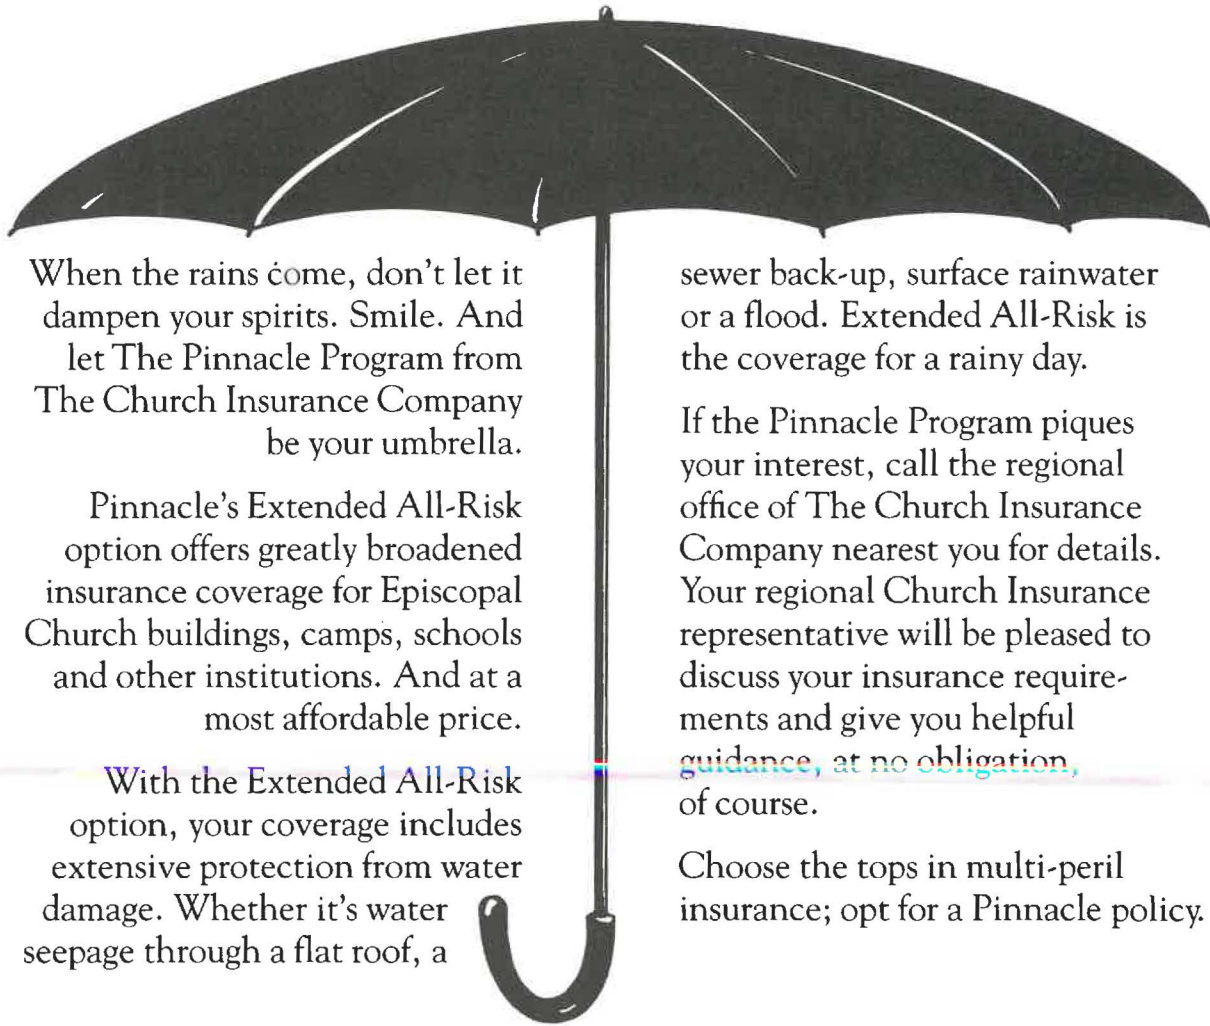 When the rains come, don't let it
dampen your spirits. Smile. And
let The Pinnacle Program from
The Church Insurance Company
be your umbrella.
Pinnacle's Extended All-Risk
option offers greatly broadened
insurance coverage for Episcopal
Church buildings, camps, schools
and other institutions. And at a
most affordable price.
With the Extended All-Risk
option, your coverage includes
extensive protection from water
damage. Whether it's water
seepage through a flat roof, a
sewer back-up, surface rainwater
or a flood. Extended All-Risk is
the coverage for a rainy day.
If the Pinnacle Program piques
your interest, call the regional
office of The Church Insurance
Company nearest you for details.
Your regional Church Insurance
representative will be pleased to
discuss your insurance require-
ments and give you helpful
guidance, at no obligation,
of course.
Choose the tops in multi-peril
insurance; opt for a Pinnacle policy.